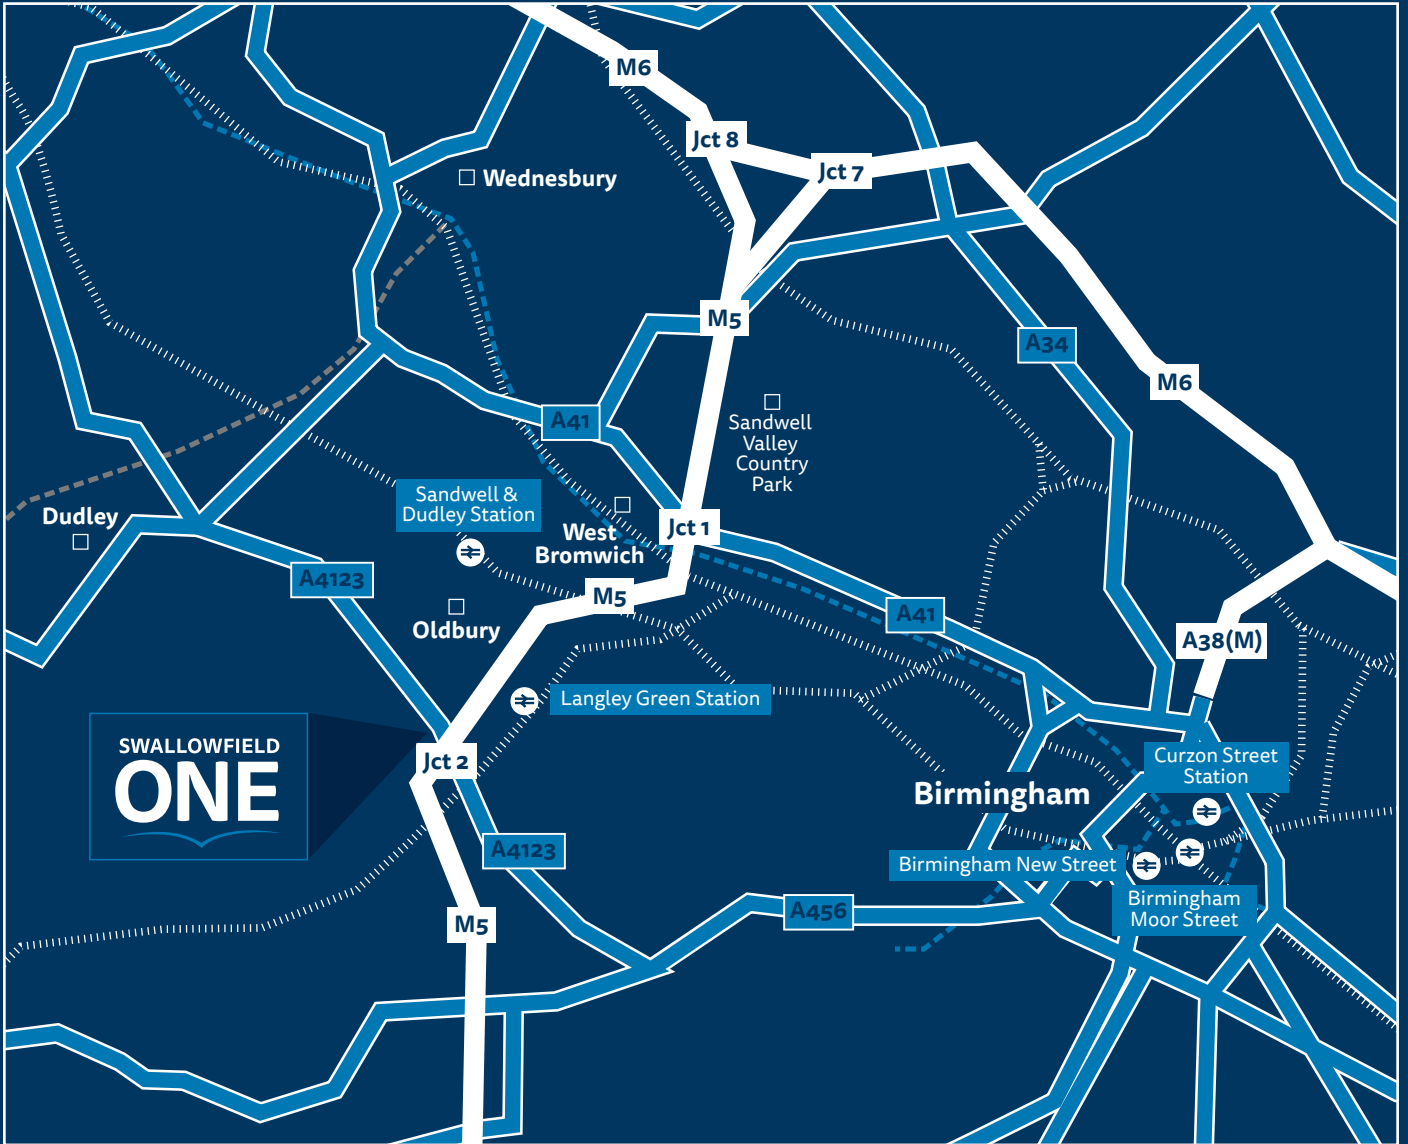 M6
Jct 8
Jct 7
Wednesbury
M5
A34
M6
A41
Sandwell
Valley
Country
Park
Sandwell &
Dudley Station
Dudley
West
Bromwich
Jct 1
A4123
M5
Oldbury
A41
A38(M)
Langley Green Station
SWALLOWFIELD
ONE
Jct 2
Curzon Street
Station
Birmingham
A4123
Birmingham New Street
Birmingham
Moor Street
A456
M5